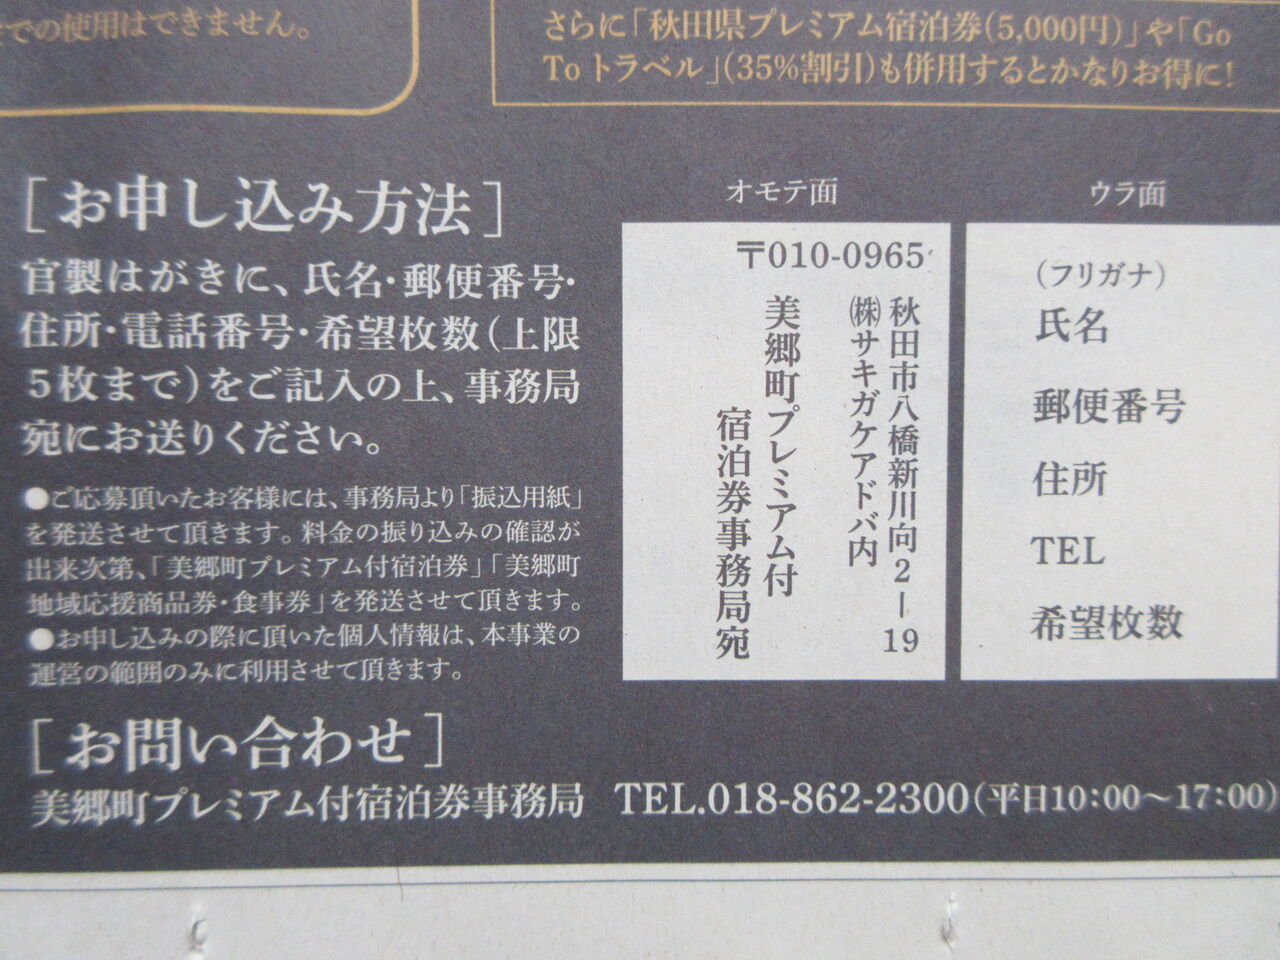 までの使用はできません。
さらに「秋田県プレミアム宿泊券(5,000円)」や「Go
To トラベル」(35%割引)も併用するとかなりお得に!
［お申し込み方法］
官製はがきに、氏名・郵便番号・
住所・電話番号・希望枚数(上限
5枚まで)をご記入の上、事務局
宛にお送りください。
●ご応募頂いたお客様には、事務局より「振込用紙」
を発送させて頂きます。料金の振り込みの確認が
出来次第、「美郷町プレミアム付宿泊券」「美郷町
地域応援商品券・食事券」を発送させて頂きます。
●お申し込みの際に頂いた個人情報は、本事業の
運営の範囲のみに利用させて頂きます。
オモテ面
〒010-0965
秋田市八橋新川向2-19
㈱サキガケアドバ内
美郷町プレミアム付
宿泊券事務局宛
ウラ面
(フリガナ)
氏名
郵便番号
住所
TEL
希望枚数
［お問い合わせ］
美郷町プレミアム付宿泊券事務局 TEL.018-862-2300(平日10:00〜17:00)